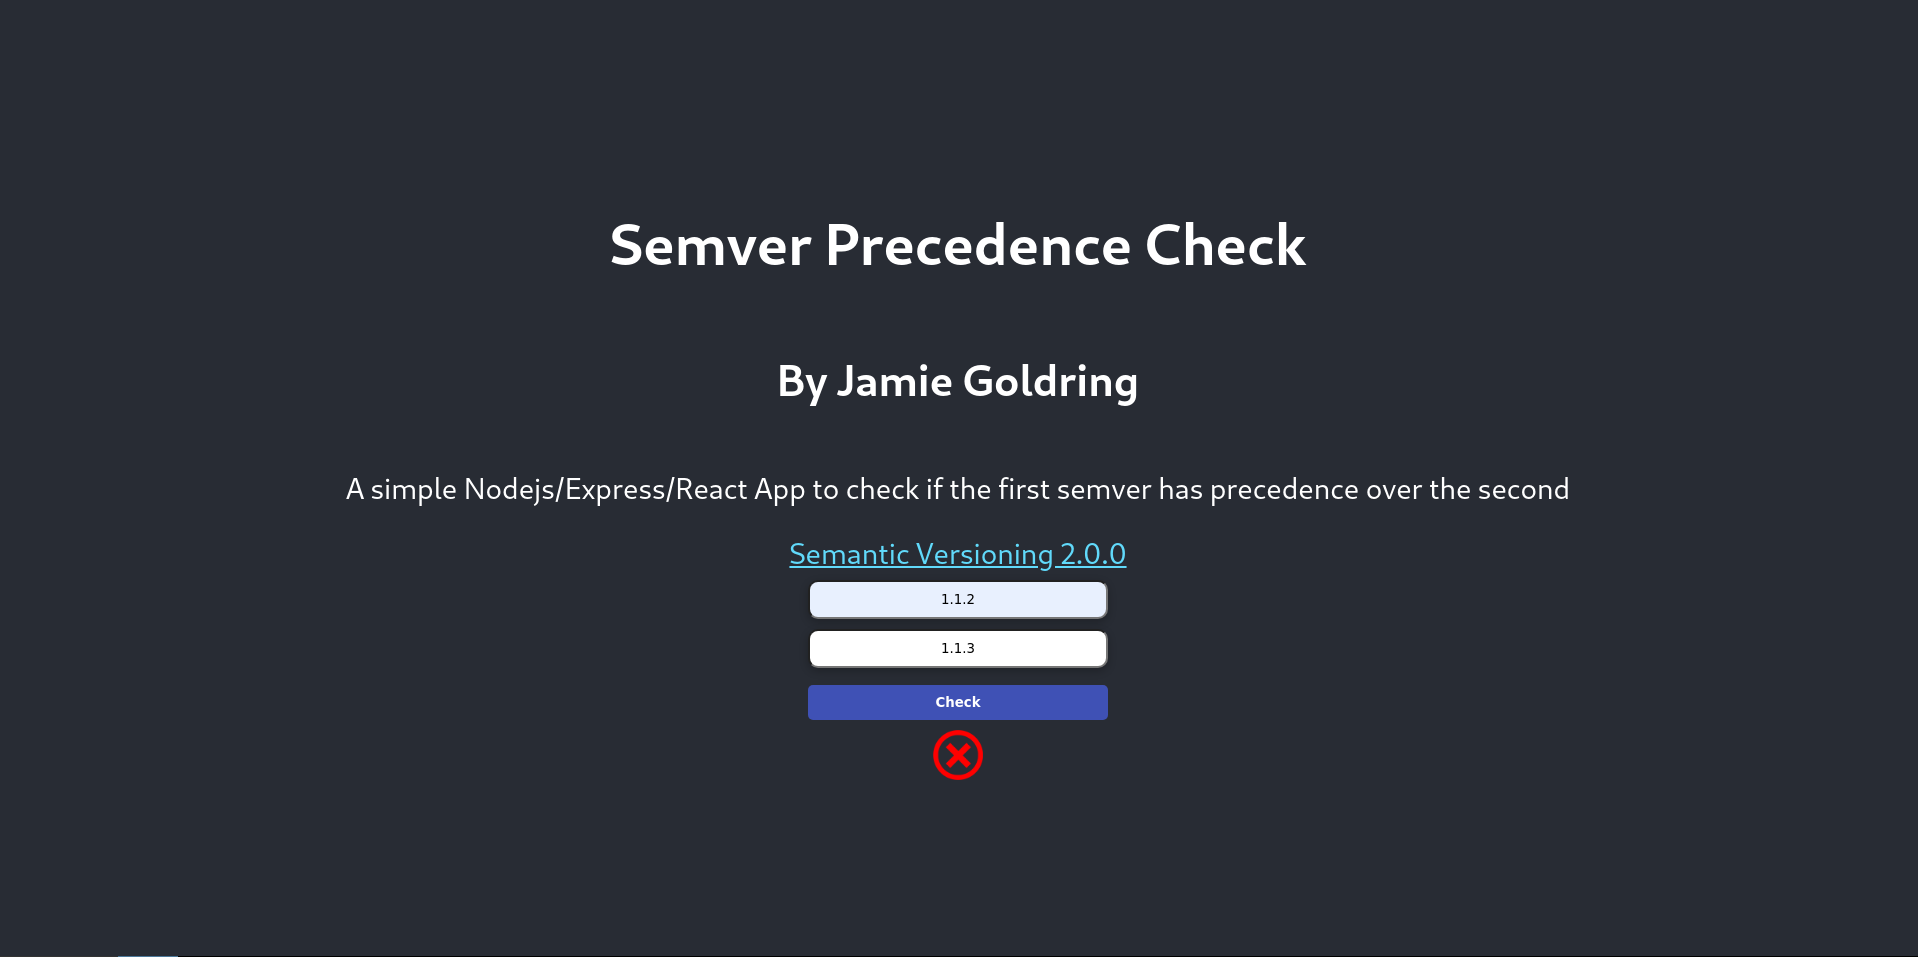 Semver Precedence Check
By Jamie Goldring
A simple Nodejs/Express/React App to check if the first semver has precedence over the second
Semantic Versioning 2.0.0
1.1.2
1.1.3
Check